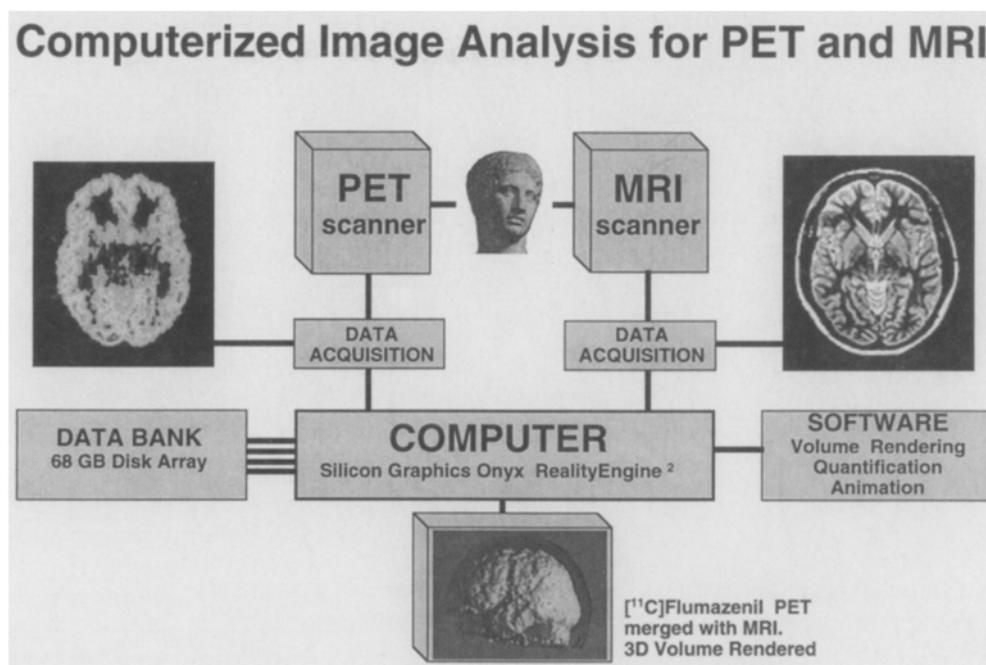 Computerized Image Analysis for PET and MRI
PET
scanner
MRI
scanner
DATA
ACQUISITION
DATA
ACQUISITION
DATA BANK
68 GB Disk Array
COMPUTER
Silicon Graphics Onyx RealityEngine ²
SOFTWARE
Volume Rendering
Quantification
Animation
[¹¹C]Flumazenil PET
merged with MRI.
3D Volume Rendered